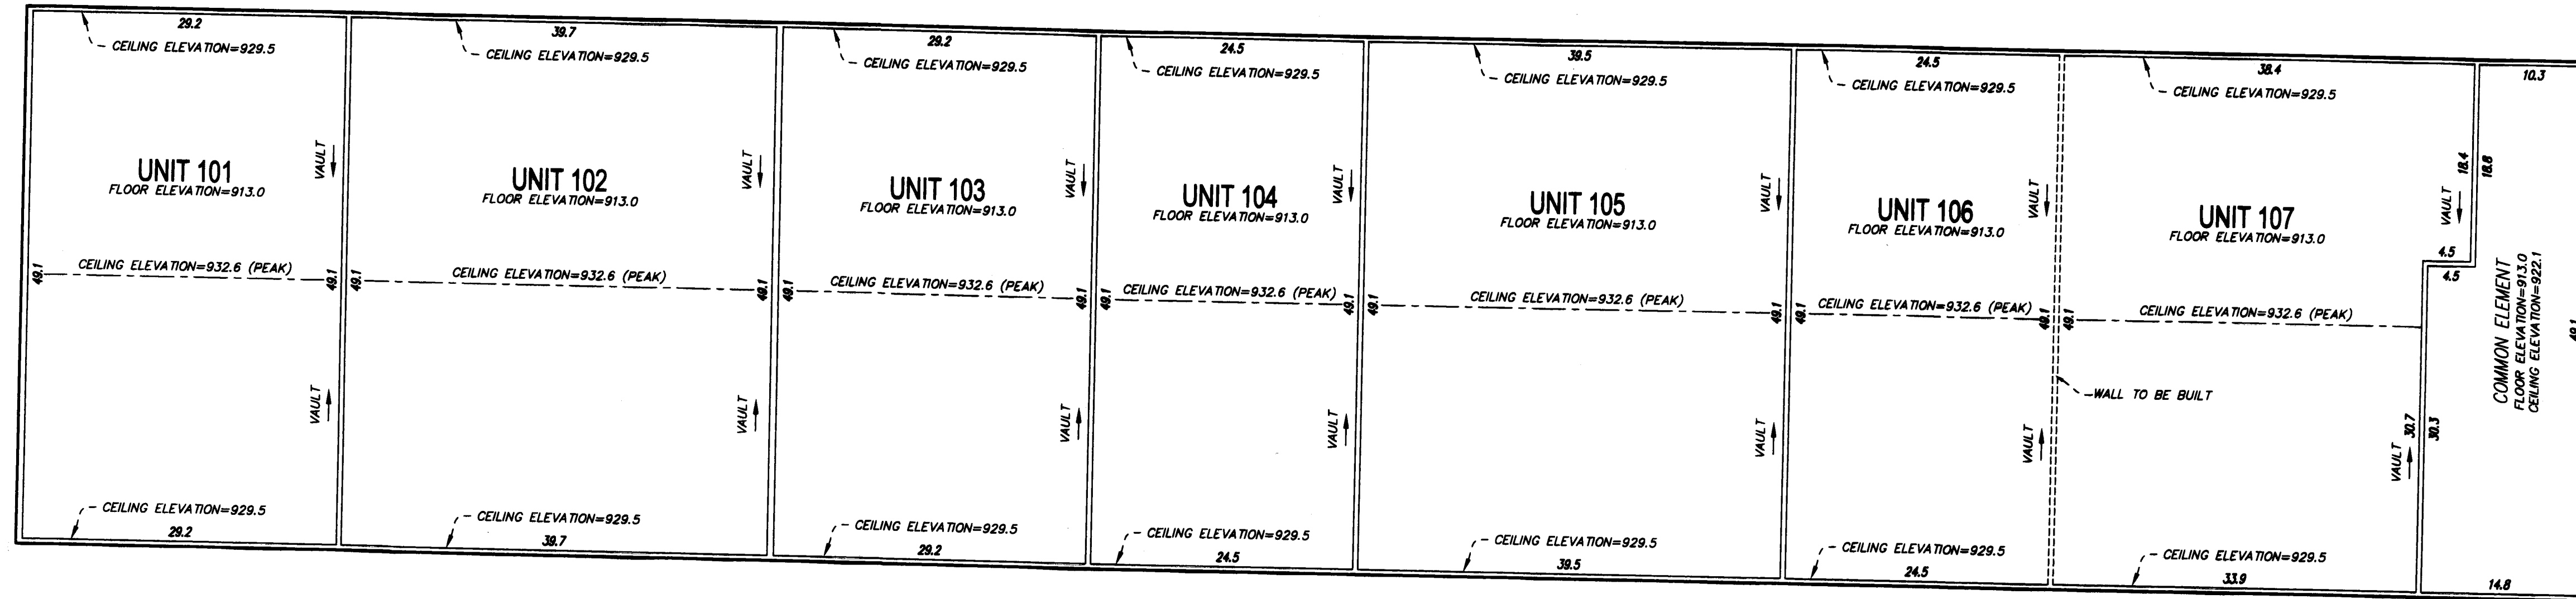 29.2
CEILING ELEVATION=929.5
UNIT 101
FLOOR ELEVATION=913.0
VAULT
49.1
CEILING ELEVATION=932.6 (PEAK)
49.1
VAULT
CEILING ELEVATION=929.5
29.2
39.7
CEILING ELEVATION=929.5
UNIT 102
FLOOR ELEVATION=913.0
VAULT
49.1
CEILING ELEVATION=932.6 (PEAK)
49.1
VAULT
CEILING ELEVATION=929.5
39.7
29.2
CEILING ELEVATION=929.5
UNIT 103
FLOOR ELEVATION=913.0
VAULT
49.1
CEILING ELEVATION=932.6 (PEAK)
49.1
VAULT
CEILING ELEVATION=929.5
29.2
24.5
CEILING ELEVATION=929.5
UNIT 104
FLOOR ELEVATION=913.0
VAULT
49.1
CEILING ELEVATION=932.6 (PEAK)
49.1
VAULT
CEILING ELEVATION=929.5
24.5
39.5
CEILING ELEVATION=929.5
UNIT 105
FLOOR ELEVATION=913.0
VAULT
49.1
CEILING ELEVATION=932.6 (PEAK)
49.1
VAULT
CEILING ELEVATION=929.5
39.5
24.5
CEILING ELEVATION=929.5
UNIT 106
FLOOR ELEVATION=913.0
VAULT
49.1
CEILING ELEVATION=932.6 (PEAK)
49.1
VAULT
CEILING ELEVATION=929.5
24.5
38.4
CEILING ELEVATION=929.5
UNIT 107
FLOOR ELEVATION=913.0
VAULT
18.4
4.5
49.1
CEILING ELEVATION=932.6 (PEAK)
WALL TO BE BUILT
30.7
VAULT
CEILING ELEVATION=929.5
33.9
10.3
18.8
4.5
COMMON ELEMENT
FLOOR ELEVATION=913.0
CEILING ELEVATION=922.1
49.1
30.3
14.8